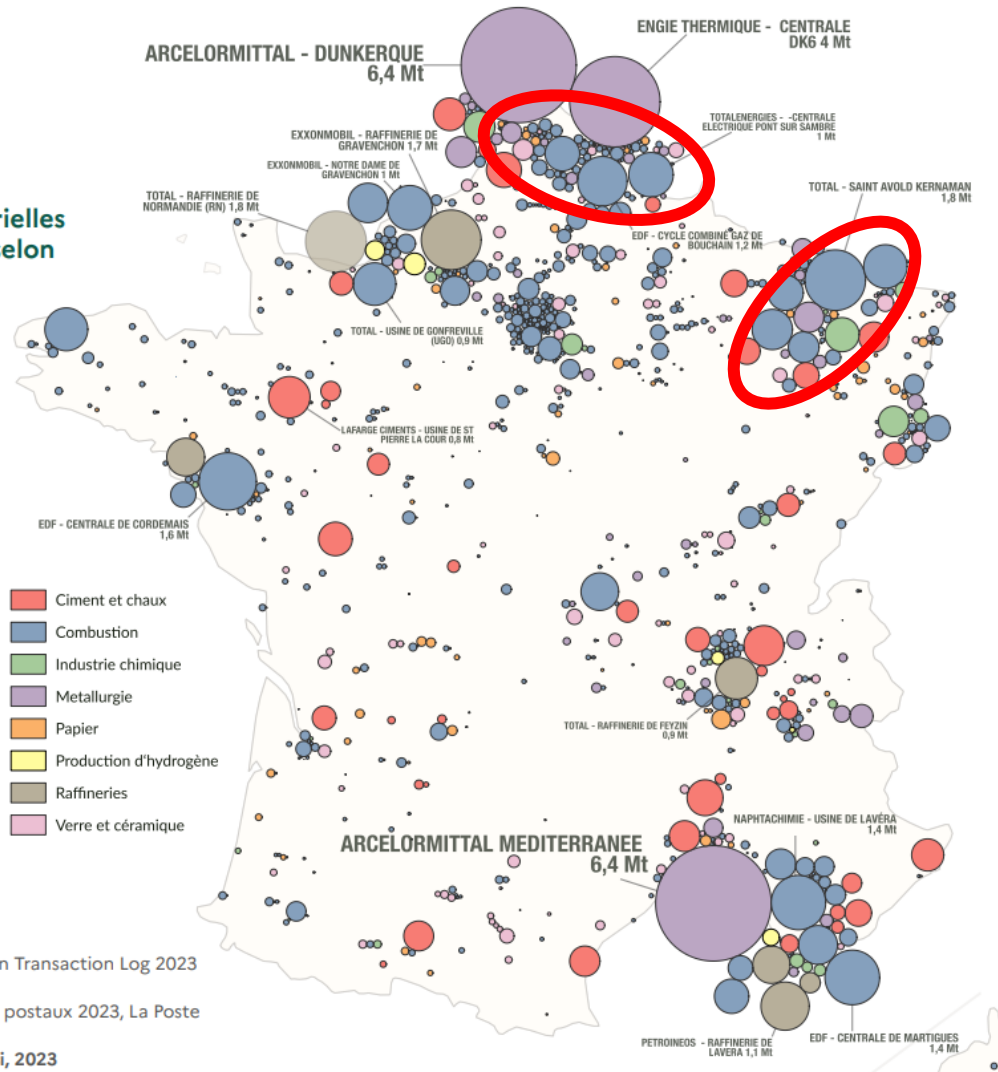 ARCELORMITTAL - DUNKERQUE
6,4 Mt
ENGIE THERMIQUE - CENTRALE
DK6 4 Mt
EXXONMOBIL - RAFFINERIE DE
GRAVENCHON 1,7 Mt
EXXONMOBIL - NOTRE DAME DE
GRAVENCHON 1 Mt
TOTAL - RAFFINERIE DE
NORMANDIE (RN) 1,8 Mt
TOTALENERGIES - -CENTRALE
ELECTRIQUE PONT SUR SAMBRE
1 Mt
TOTAL - SAINT AVOLD KERNAMAN
1,8 Mt
rielles
selon
EDF - CYCLE COMBINÉ GAZ DE
BOUCHAIN 1,2 Mt
TOTAL - USINE DE GONFREVILLE
(UGO) 0,9 Mt
LAFARGE CIMENTS - USINE DE ST
PIERRE LA COUR 0,8 Mt
EDF - CENTRALE DE CORDEMAIS
1,6 Mt
Ciment et chaux
Combustion
Industrie chimique
Metallurgie
Papier
Production d'hydrogène
Raffineries
Verre et céramique
TOTAL - RAFFINERIE DE FEYZIN
0,9 Mt
NAPHTACHIMIE - USINE DE LAVÉRA
1,4 Mt
ARCELORMITTAL MEDITERRANEE
6,4 Mt
n Transaction Log 2023
postaux 2023, La Poste
i, 2023
PETROINEOS - RAFFINERIE DE
LAVERA 1,1 Mt
EDF - CENTRALE DE MARTIGUES
1,4 Mt